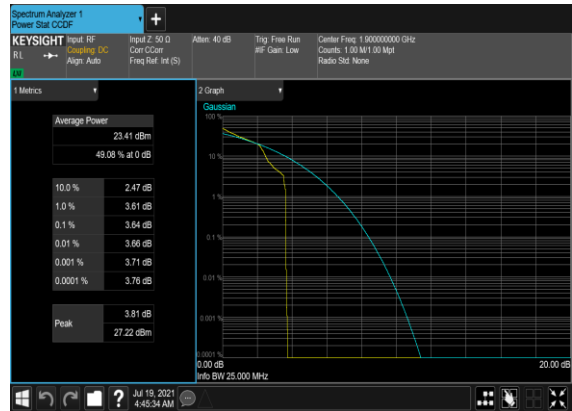 Spectrum Analyzer 1
Power Stat CCDF
KEYSIGHT
RL
LV
Input: RF
Coupling: DC
Align: Auto
Input Z: 50 Ω
Corr CCorr
Freq Ref: Int (S)
Atten: 40 dB
Trig: Free Run
#IF Gain: Low
Center Freq: 1.900000000 GHz
Counts: 1.00 M/1.00 Mpt
Radio Std: None
1 Metrics
Average Power
23.41 dBm
49.08 % at 0 dB
10.0 % 2.47 dB
1.0 % 3.61 dB
0.1 % 3.64 dB
0.01 % 3.66 dB
0.001 % 3.71 dB
0.0001 % 3.76 dB
Peak
3.81 dB
27.22 dBm
2 Graph
Gaussian
100 %
10 %
1 %
0.1 %
0.01 %
0.001 %
0.0001 %
0.00 dB
20.00 dB
Info BW 25.000 MHz
?
Jul 19, 2021
4:45:34 AM